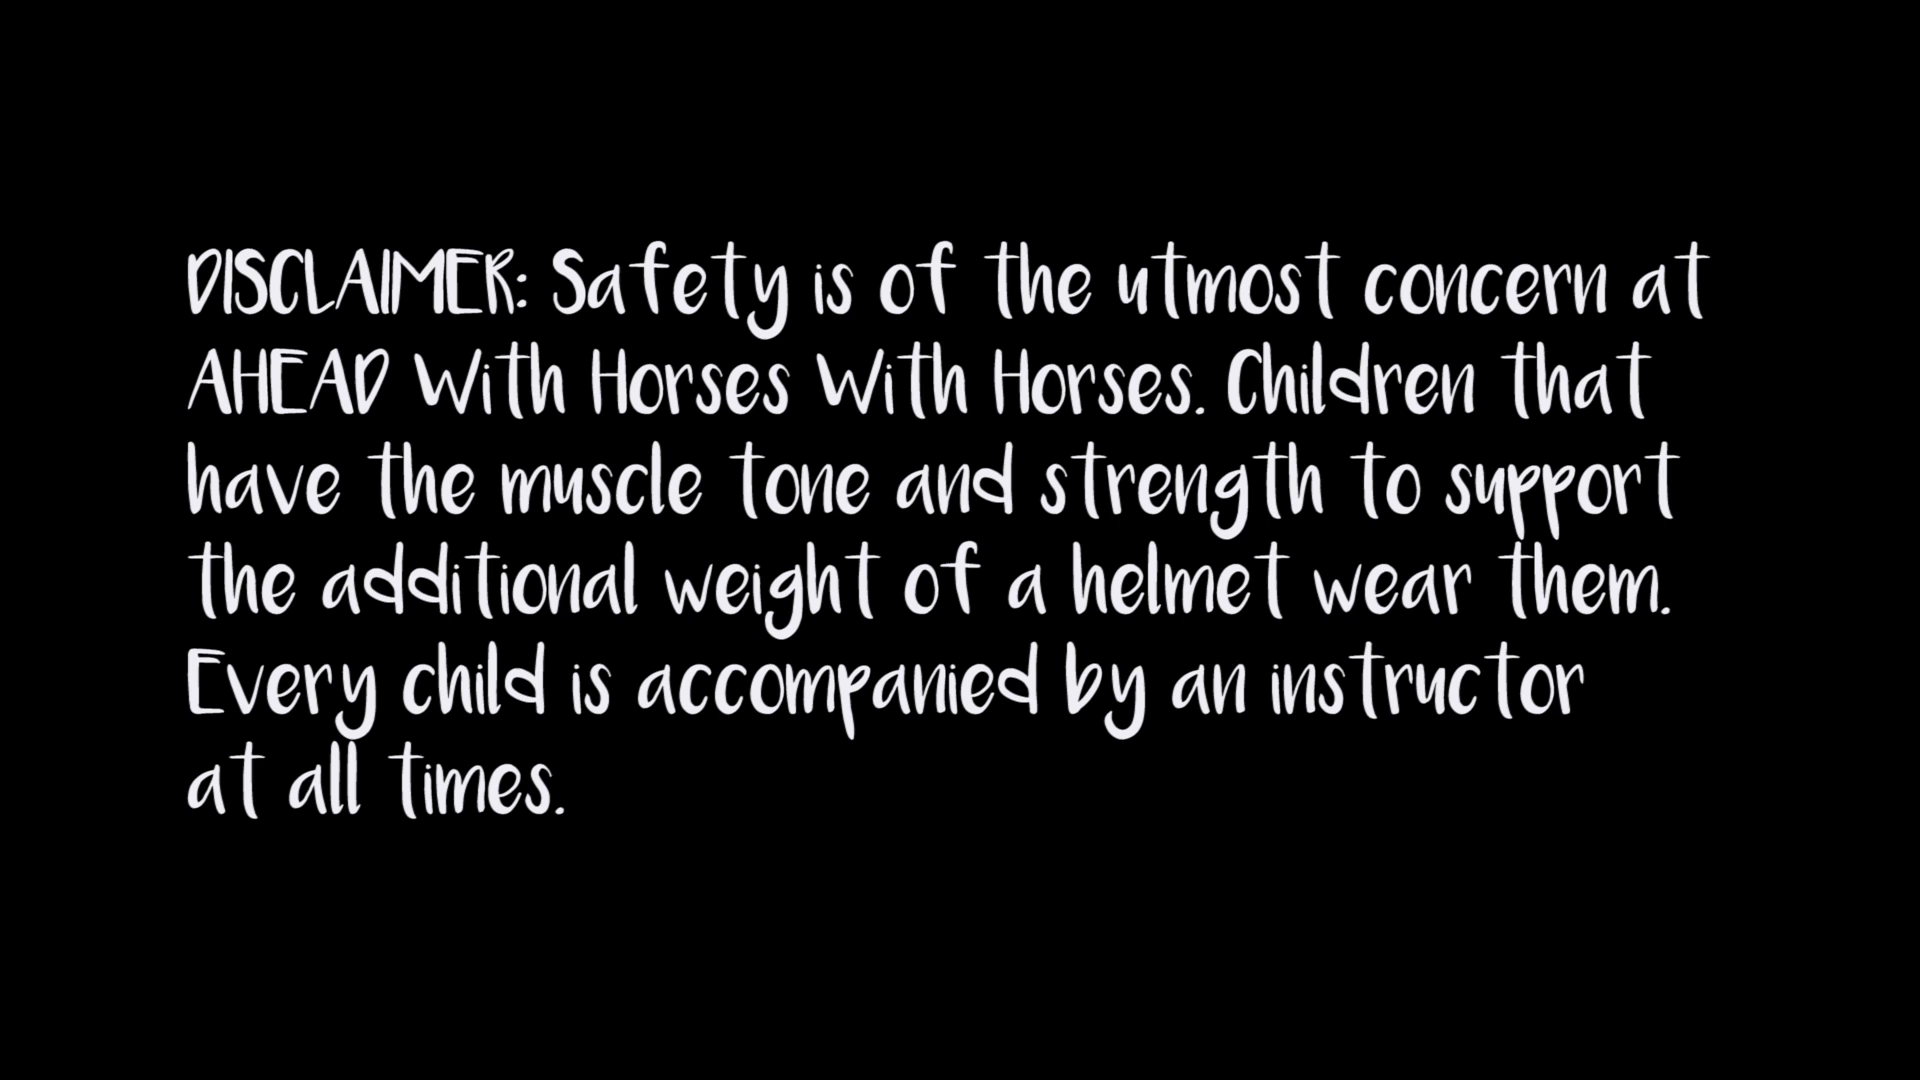 DISCLAIMER: Safety is of the utmost concern at
AHEAD With Horses With Horses. Children that
have the muscle tone and strength to support
the additional weight of a helmet wear them.
Every child is accompanied by an instructor
at all times.